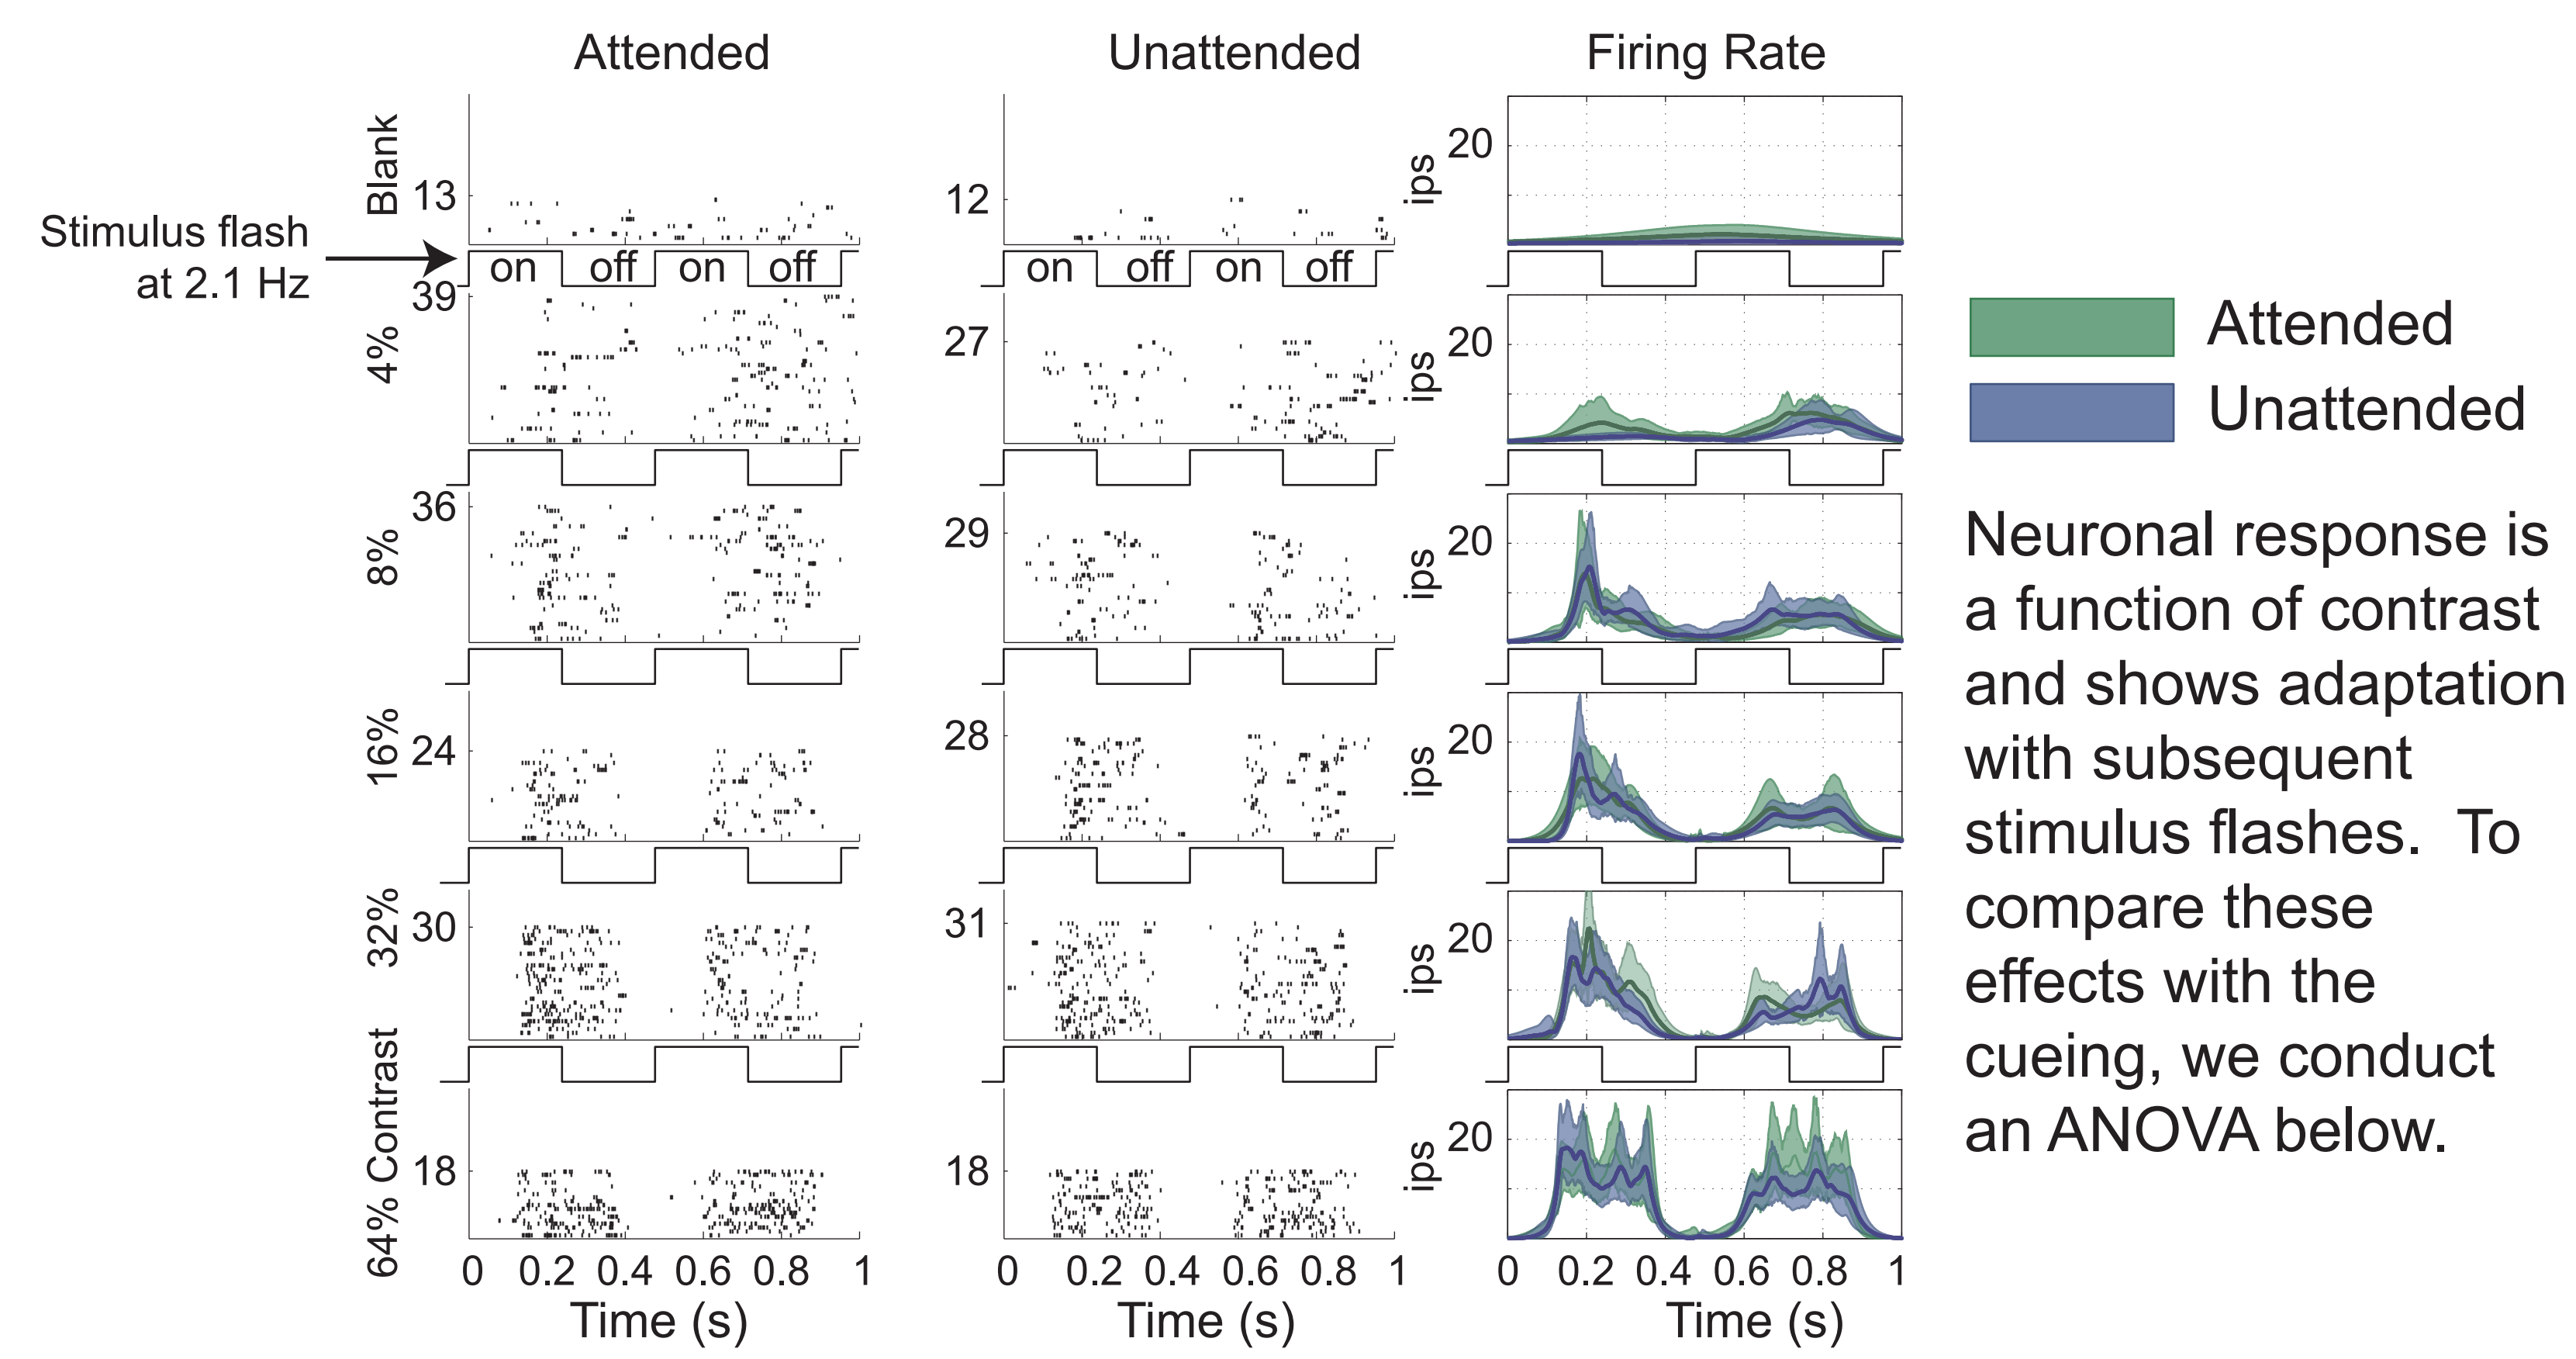 Attended
Unattended
Firing Rate
Stimulus flash
at 2.1 Hz
Blank
13
12
ips
20
on off on off
on off on off
4%
39
27
ips
20
8%
36
29
ips
20
16%
24
28
ips
20
32%
30
31
ips
20
64% Contrast
18
18
ips
20
0 0.2 0.4 0.6 0.8 1
0 0.2 0.4 0.6 0.8 1
0 0.2 0.4 0.6 0.8 1
Time (s)
Time (s)
Time (s)
Attended
Unattended
Neuronal response is
a function of contrast
and shows adaptation
with subsequent
stimulus flashes. To
compare these
effects with the
cueing, we conduct
an ANOVA below.